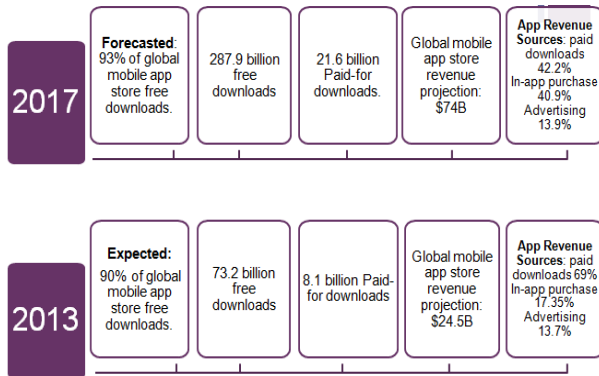 2017
Forecasted:
93% of global
mobile app
store free
downloads.
287.9 billion
free
downloads
21.6 billion
Paid-for
downloads.
Global mobile
app store
revenue
projection:
$74B
App Revenue
Sources: paid
downloads
42.2%
In-app purchase
40.9%
Advertising
13.9%
2013
Expected:
90% of global
mobile app
store free
downloads.
73.2 billion
free
downloads
8.1 billion Paid-
for downloads
Global mobile
app store
revenue
projection:
$24.5B
App Revenue
Sources: paid
downloads 69%
In-app purchase
17.35%
Advertising
13.7%